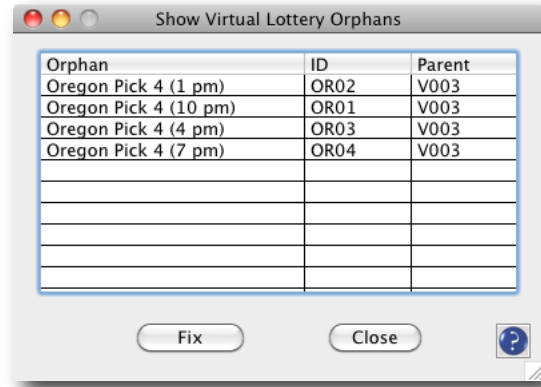 Show Virtual Lottery Orphans
Orphan ID Parent
Oregon Pick 4 (1 pm) OR02 V003
Oregon Pick 4 (10 pm) OR01 V003
Oregon Pick 4 (4 pm) OR03 V003
Oregon Pick 4 (7 pm) OR04 V003
Fix Close ?